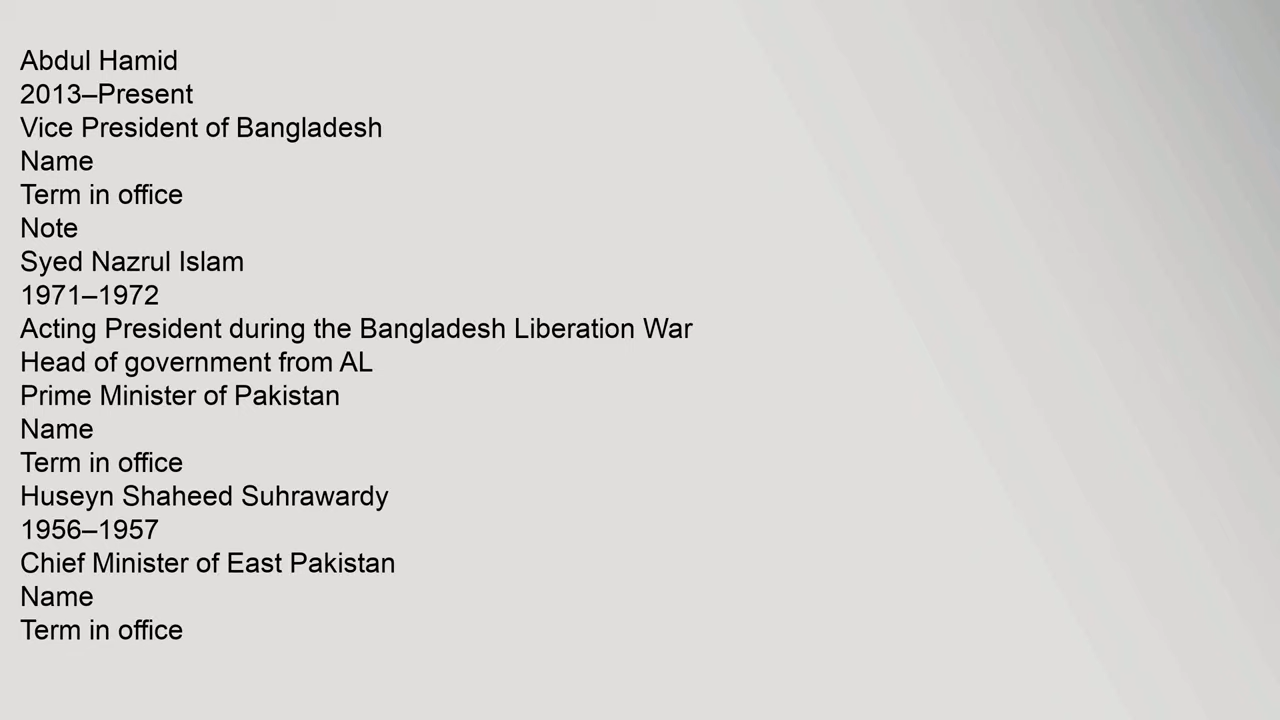 Abdul Hamid
2013–Present
Vice President of Bangladesh
Name
Term in office
Note
Syed Nazrul Islam
1971–1972
Acting President during the Bangladesh Liberation War
Head of government from AL
Prime Minister of Pakistan
Name
Term in office
Huseyn Shaheed Suhrawardy
1956–1957
Chief Minister of East Pakistan
Name
Term in office